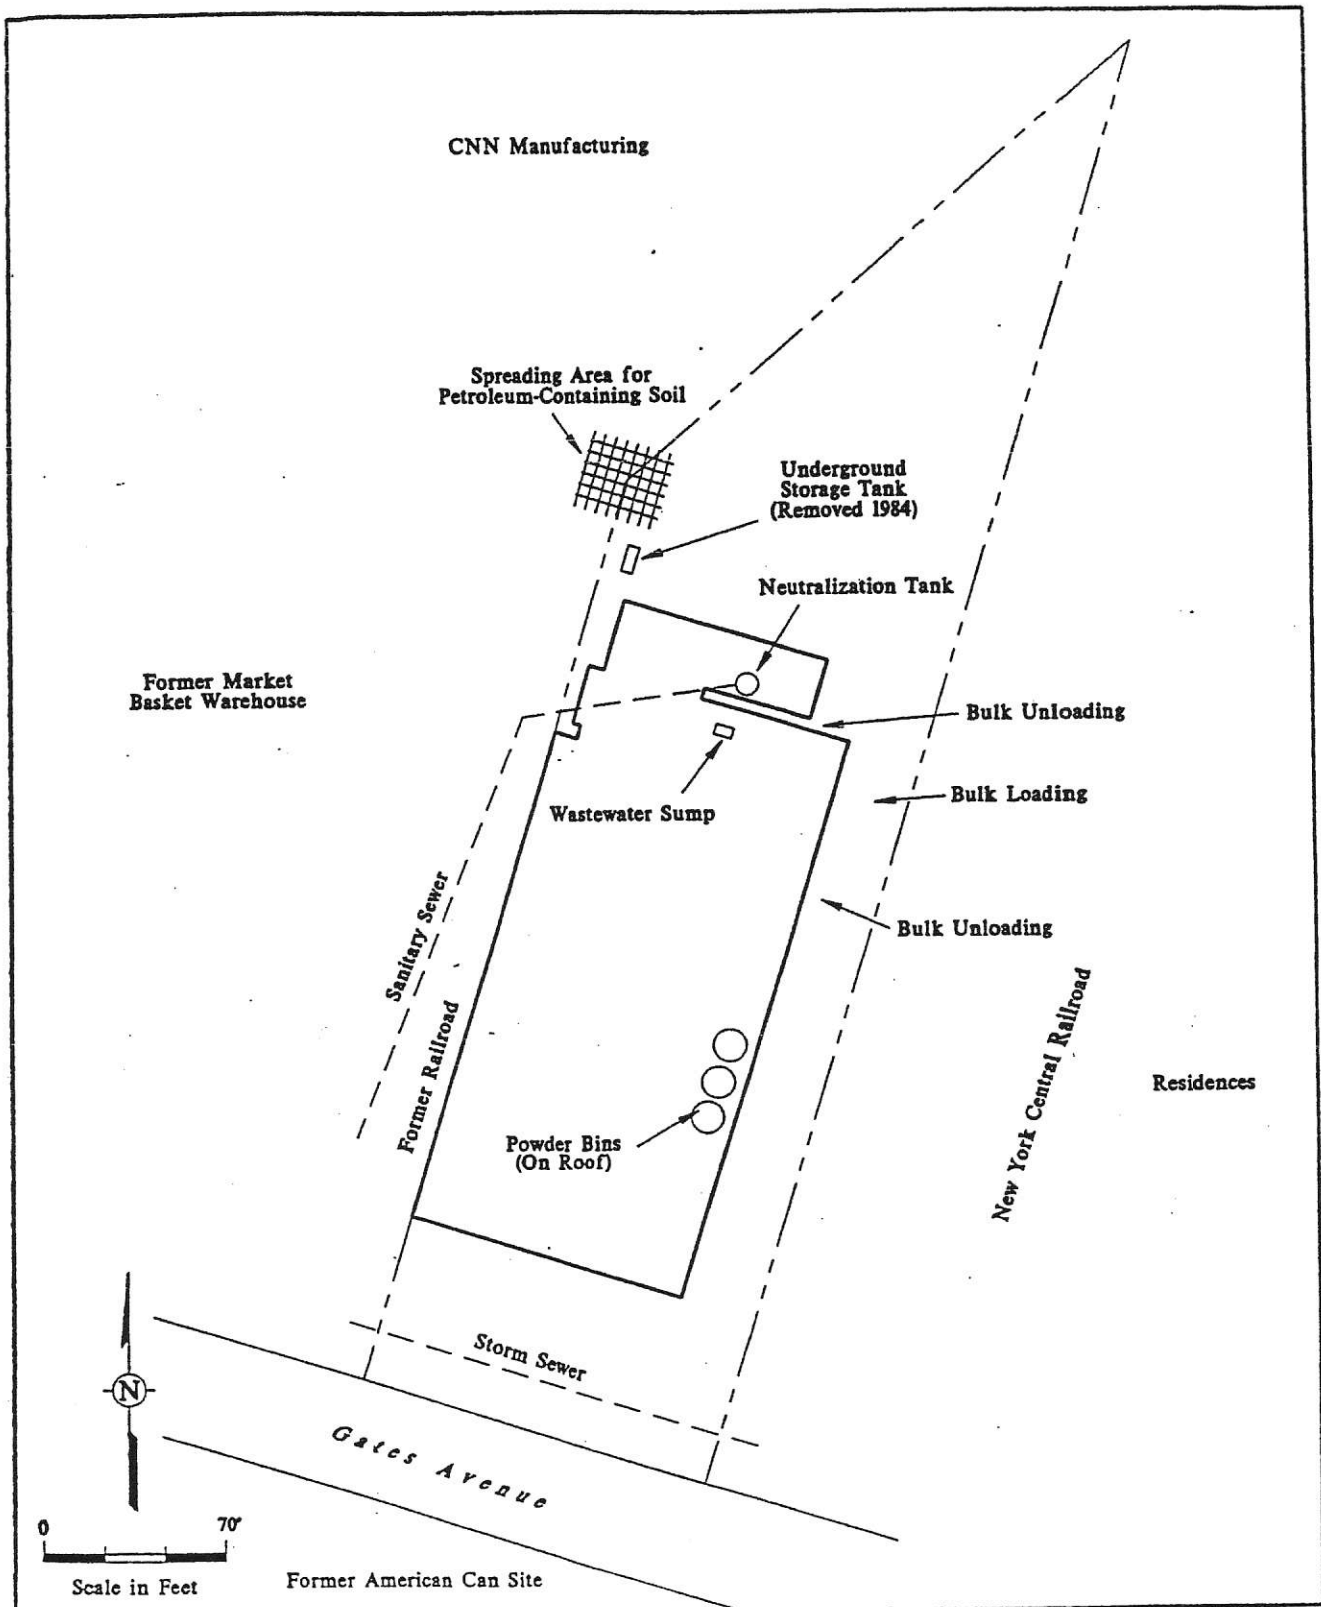 CNN Manufacturing
Spreading Area for
Petroleum-Containing Soil
Underground
Storage Tank
(Removed 1984)
Neutralization Tank
Former Market
Basket Warehouse
Bulk Unloading
Bulk Loading
Wastewater Sump
Bulk Unloading
Sanitary Sewer
Former Railroad
New York Central Railroad
Residences
Powder Bins
(On Roof)
Storm Sewer
N
Gates Avenue
0 70'
Scale in Feet
Former American Can Site